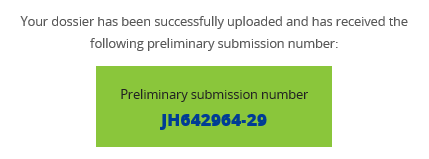 Your dossier has been successfully uploaded and has received the
following preliminary submission number:
Preliminary submission number
JH642964-29